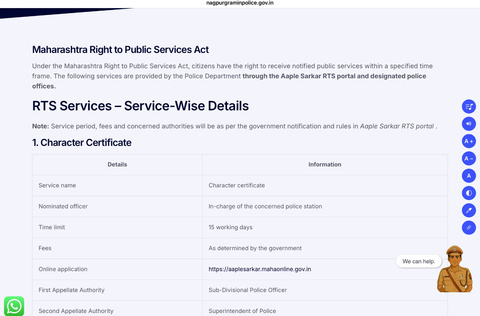 nagpurgraminpolice.gov.in
Maharashtra Right to Public Services Act
Under the Maharashtra Right to Public Services Act, citizens have the right to receive notified public services within a specified time
frame. The following services are provided by the Police Department through the Aaple Sarkar RTS portal and designated police
offices.
RTS Services – Service-Wise Details
Note: Service period, fees and concerned authorities will be as per the government notification and rules in Aaple Sarkar RTS portal .
1. Character Certificate
Details Information
Service name Character certificate
Nominated officer In-charge of the concerned police station
Time limit 15 working days
Fees As determined by the government
Online application https://aaplesarkar.mahaonline.gov.in
First Appellate Authority Sub-Divisional Police Officer
Second Appellate Authority Superintendent of Police
A +
A −
A
We can help.